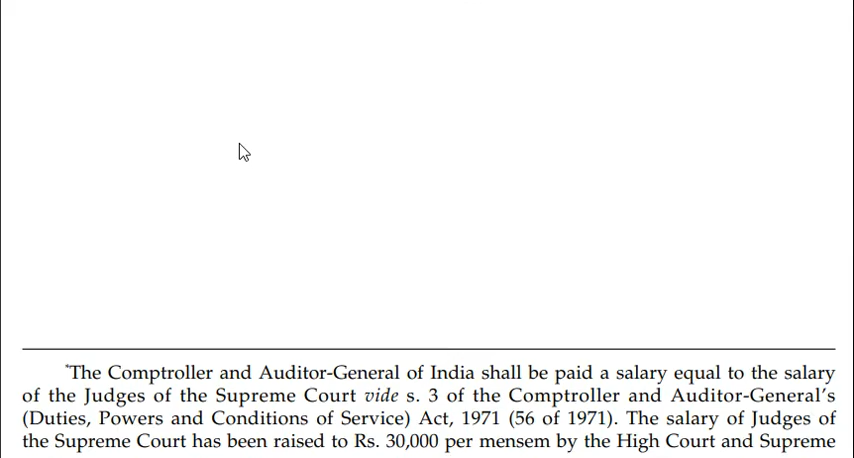 *The Comptroller and Auditor-General of India shall be paid a salary equal to the salary
of the Judges of the Supreme Court vide s. 3 of the Comptroller and Auditor-General’s
(Duties, Powers and Conditions of Service) Act, 1971 (56 of 1971). The salary of Judges of
the Supreme Court has been raised to Rs. 30,000 per mensem by the High Court and Supreme